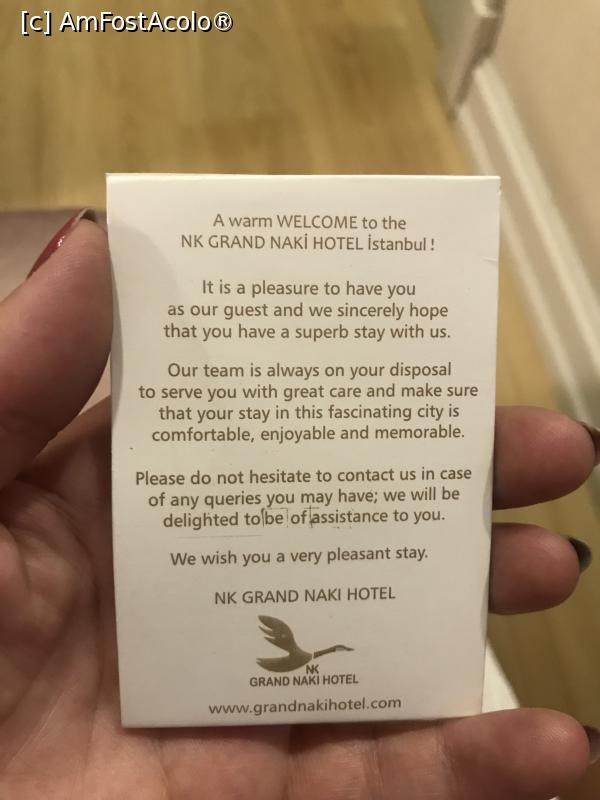 [c] AmFostAcolo®
A warm WELCOME to the
NK GRAND NAKİ HOTEL İstanbul !
It is a pleasure to have you
as our guest and we sincerely hope
that you have a superb stay with us.
Our team is always on your disposal
to serve you with great care and make sure
that your stay in this fascinating city is
comfortable, enjoyable and memorable.
Please do not hesitate to contact us in case
of any queries you may have; we will be
delighted to be of assistance to you.
We wish you a very pleasant stay.
NK GRAND NAKI HOTEL
NK
GRAND NAKI HOTEL
www.grandnakihotel.com